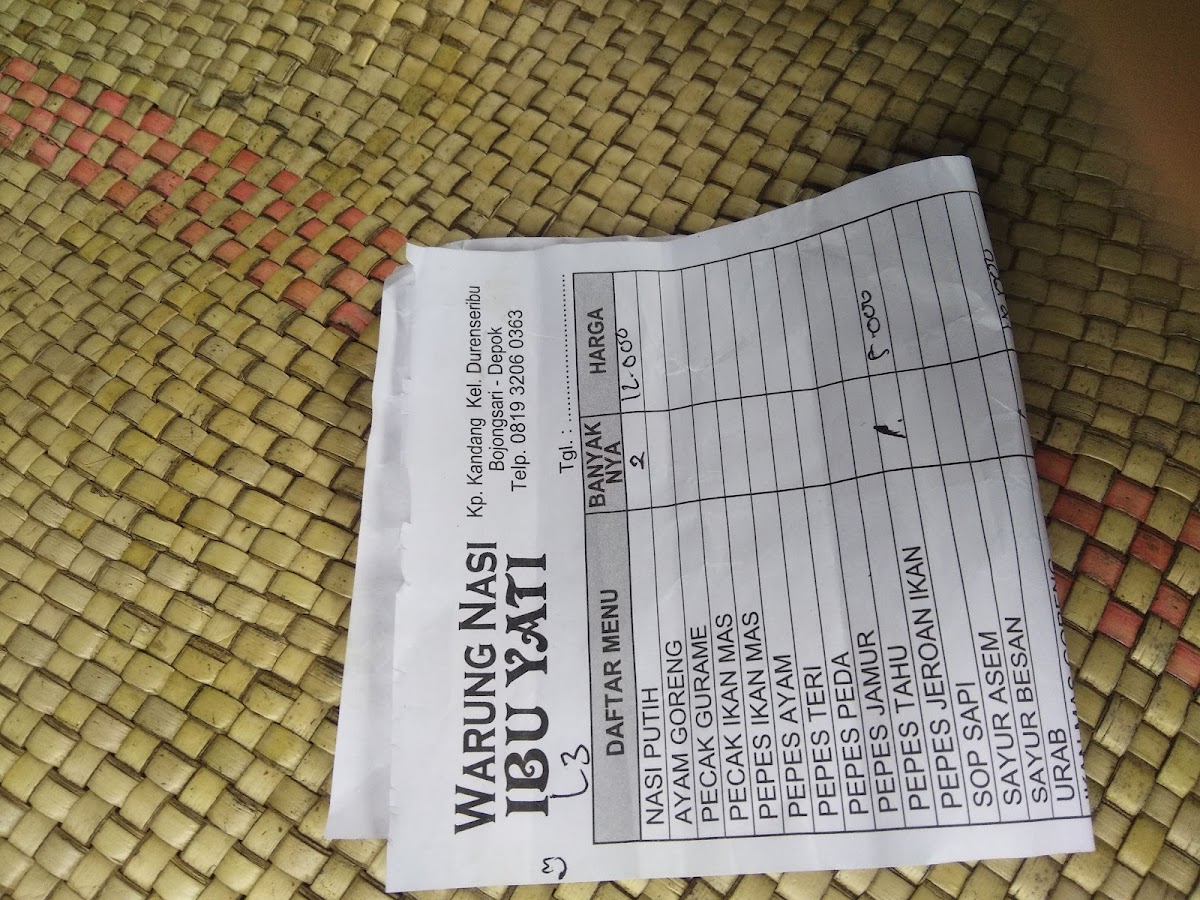 WARUNG NASI
IBU YATI
Kp. Kandang Kel. Durenseribu
Bojongsari - Depok
Telp. 0819 3206 0363
L3
Tgl. : ..............................
DAFTAR MENU BANYAK NYA HARGA
NASI PUTIH 2 12.000
AYAM GORENG
PECAK GURAME
PECAK IKAN MAS
PEPES IKAN MAS
PEPES AYAM
PEPES TERI
PEPES PEDA
PEPES JAMUR
PEPES TAHU 1. 5.000
PEPES JEROAN IKAN
SOP SAPI
SAYUR ASEM
SAYUR BESAN
URAB